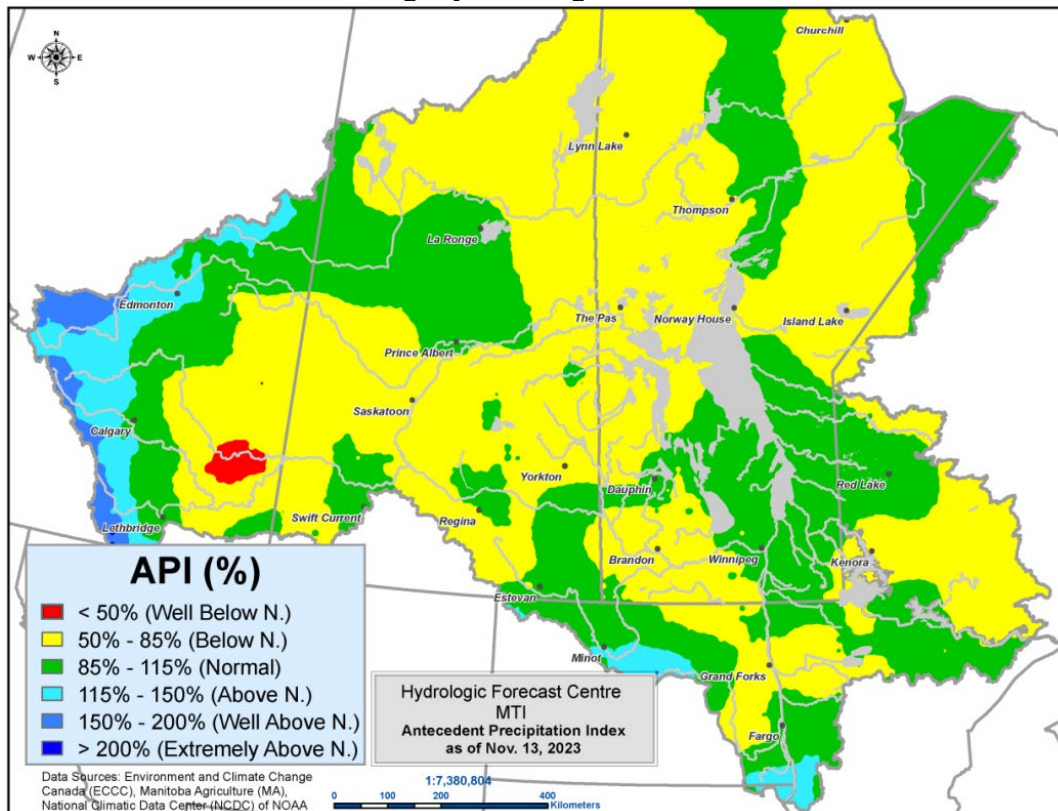 N
W E
S
Churchill
Lynn Lake
Thompson
La Ronge
Edmonton
The Pas
Norway House
Island Lake
Prince Albert
Saskatoon
Calgary
Yorkton
Dauphin
Red Lake
Lethbridge
Swift Current
Regina
Brandon
Winnipeg
Kenora
Estevan
Minot
Grand Forks
Fargo
API (%)
< 50% (Well Below N.)
50% - 85% (Below N.)
85% - 115% (Normal)
115% - 150% (Above N.)
150% - 200% (Well Above N.)
> 200% (Extremely Above N.)
Hydrologic Forecast Centre
MTI
Antecedent Precipitation Index
as of Nov. 13, 2023
Data Sources: Environment and Climate Change
Canada (ECCC), Manitoba Agriculture (MA),
National Climatic Data Center (NCDC) of NOAA
1:7,380,804
0 100 200 400
Kilometers